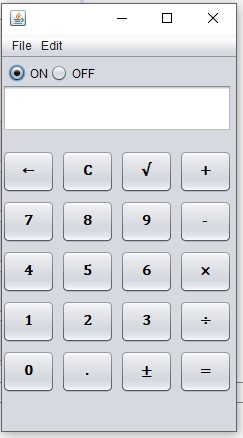 File Edit
ON OFF
← C √ +
7 8 9 -
4 5 6 ×
1 2 3 ÷
0 . ± =